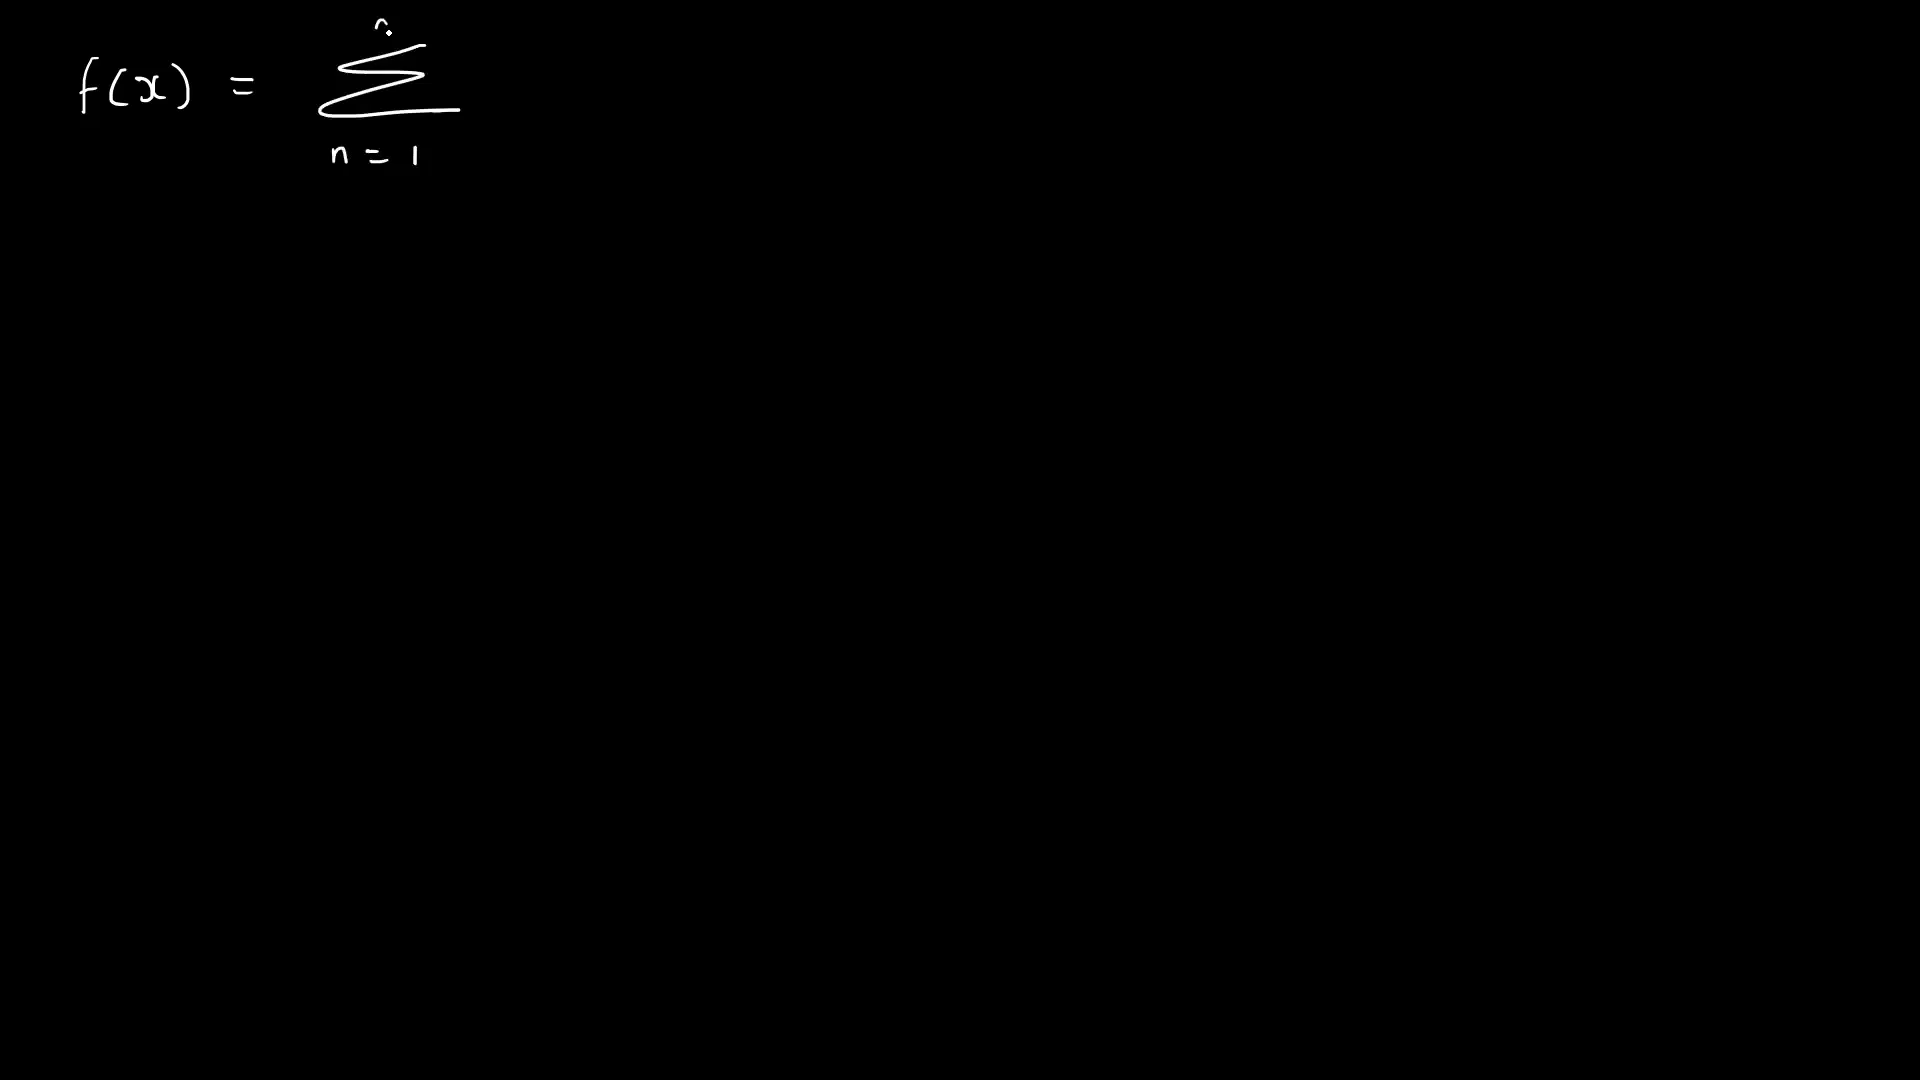 f(x) = Σ
n = 1